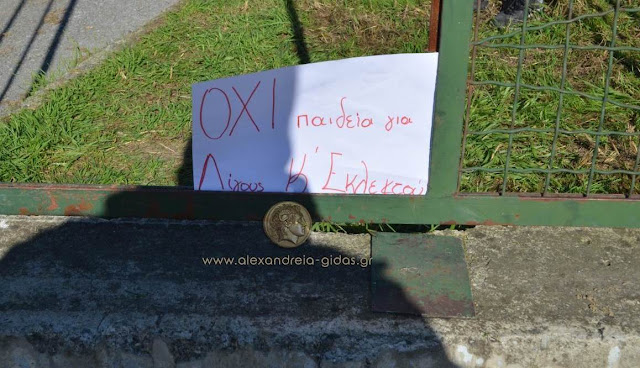 ΟΧΙ παιδεία για
Λίγους κ' Εκλεκτούς
www.alexandreia-gidas.gr